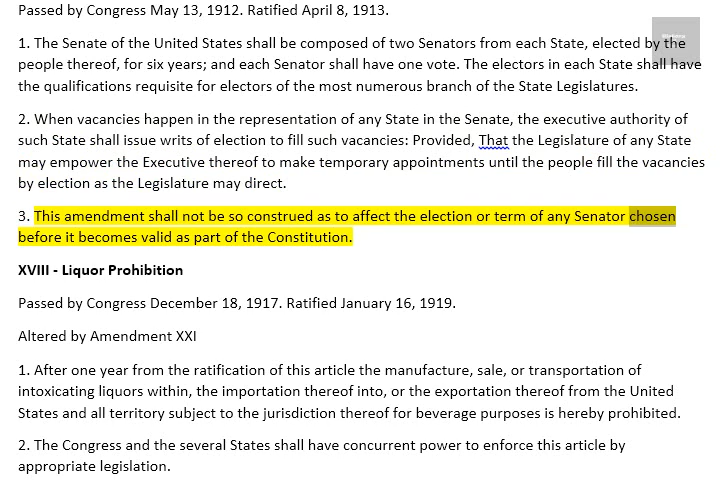 Passed by Congress May 13, 1912. Ratified April 8, 1913.
1. The Senate of the United States shall be composed of two Senators from each State, elected by the
people thereof, for six years; and each Senator shall have one vote. The electors in each State shall have
the qualifications requisite for electors of the most numerous branch of the State Legislatures.
2. When vacancies happen in the representation of any State in the Senate, the executive authority of
such State shall issue writs of election to fill such vacancies: Provided, That the Legislature of any State
may empower the Executive thereof to make temporary appointments until the people fill the vacancies
by election as the Legislature may direct.
3. This amendment shall not be so construed as to affect the election or term of any Senator chosen
before it becomes valid as part of the Constitution.
XVIII - Liquor Prohibition
Passed by Congress December 18, 1917. Ratified January 16, 1919.
Altered by Amendment XXI
1. After one year from the ratification of this article the manufacture, sale, or transportation of
intoxicating liquors within, the importation thereof into, or the exportation thereof from the United
States and all territory subject to the jurisdiction thereof for beverage purposes is hereby prohibited.
2. The Congress and the several States shall have concurrent power to enforce this article by
appropriate legislation.